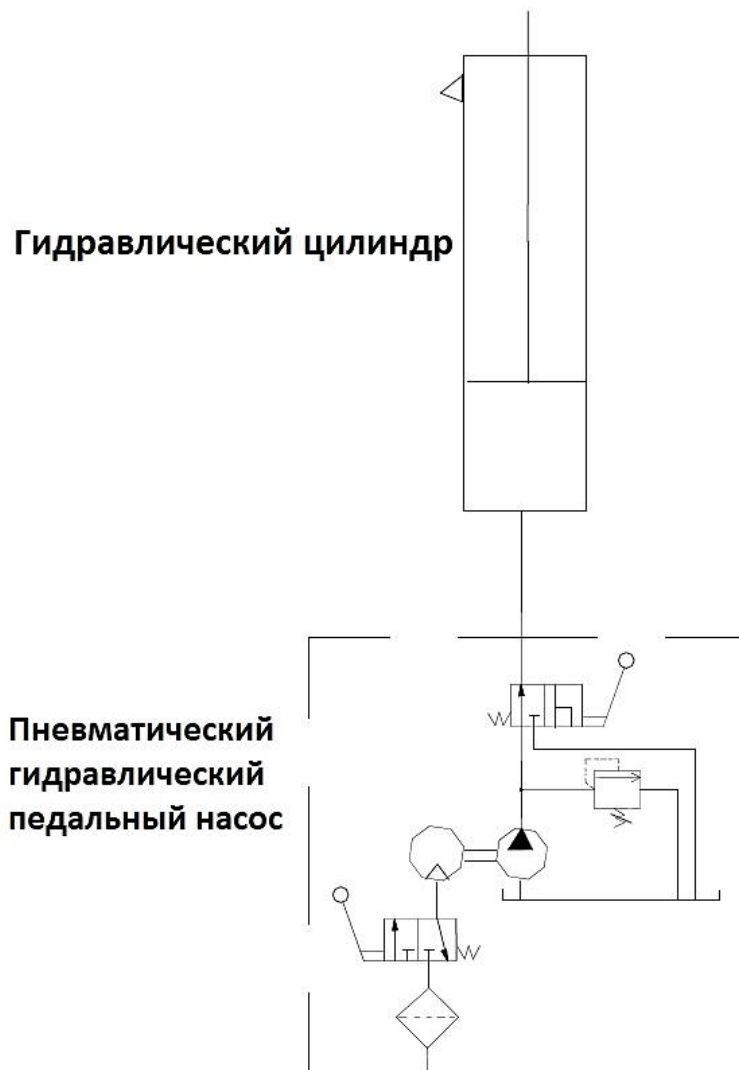 Гидравлический цилиндр
Пневматический
гидравлический
педальный насос